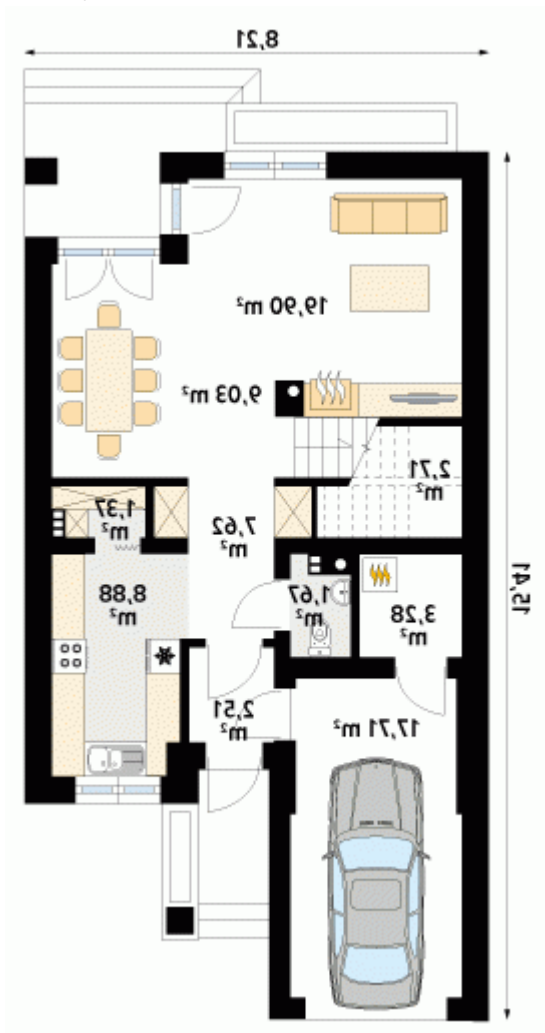 8,21
19,90 m²
9,03 m²
2,71
m²
1,37
m²
7,62
m²
8,88
m²
1,67
m²
3,28
m²
15,41
2,51
m²
17,71 m²